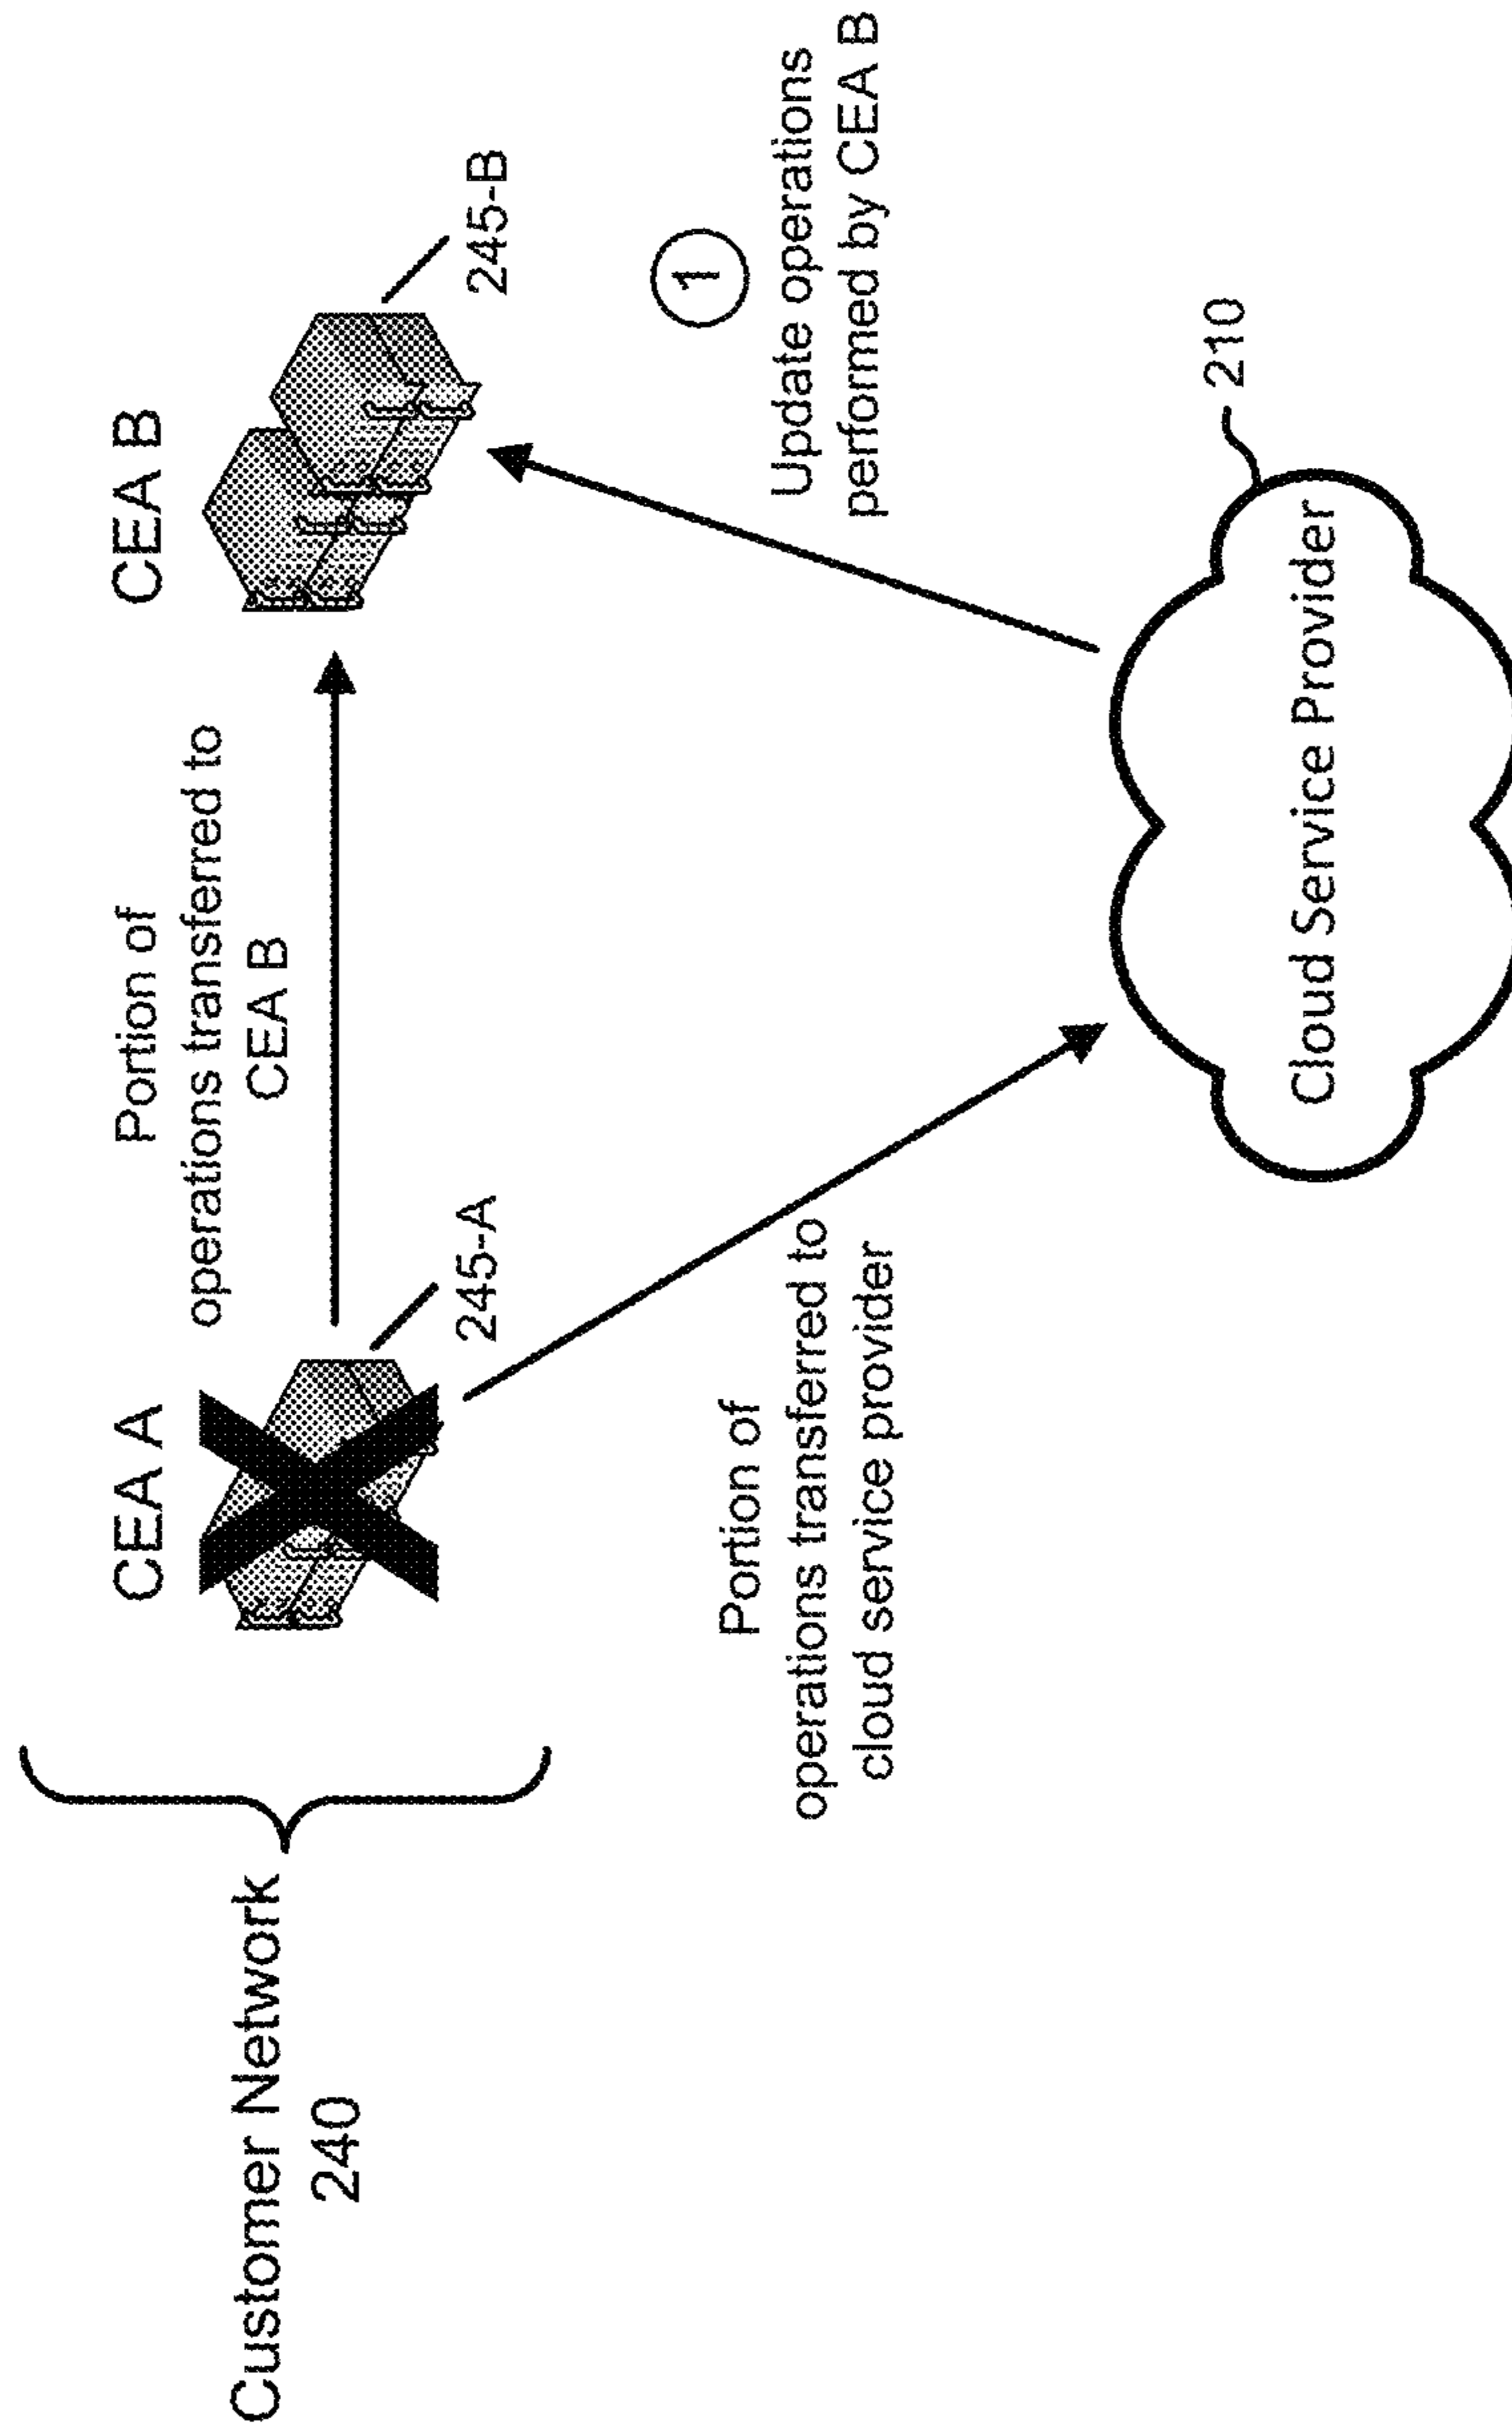 Customer Network
240
CEA A
245-A
Portion of
operations transferred to
CEA B
CEA B
245-B
1
Update operations
performed by CEA B
Portion of
operations transferred to
cloud service provider
210
Cloud Service Provider